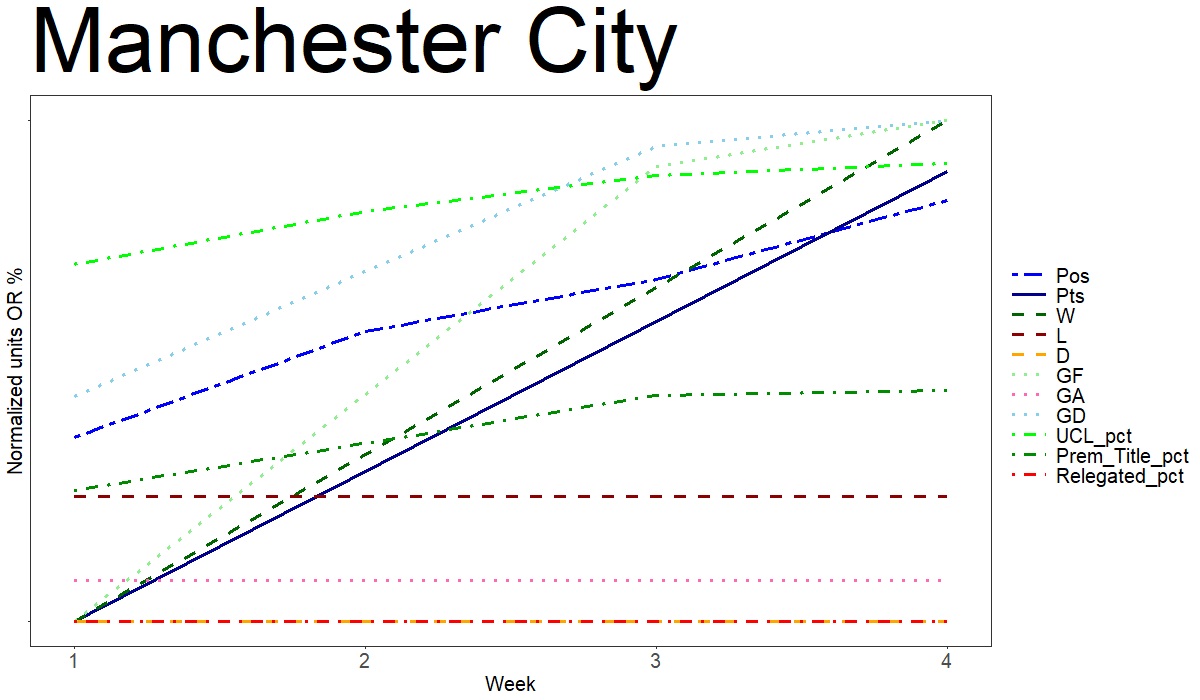 Manchester City
Normalized units OR %
1 2 3 4
Week
Pos
Pts
W
L
D
GF
GA
GD
UCL_pct
Prem_Title_pct
Relegated_pct